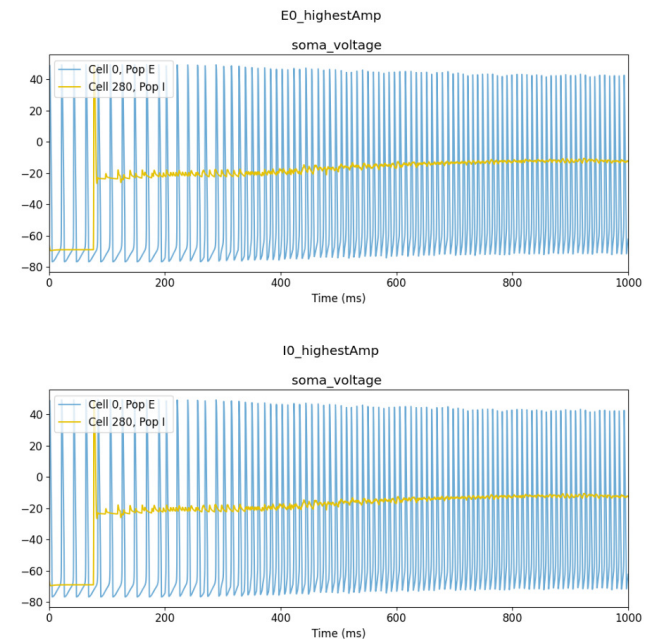 E0_highestAmp
soma_voltage
Cell 0, Pop E
Cell 280, Pop I
40
20
0
−20
−40
−60
−80
0 200 400 600 800 1000
Time (ms)
I0_highestAmp
soma_voltage
Cell 0, Pop E
Cell 280, Pop I
40
20
0
−20
−40
−60
−80
0 200 400 600 800 1000
Time (ms)